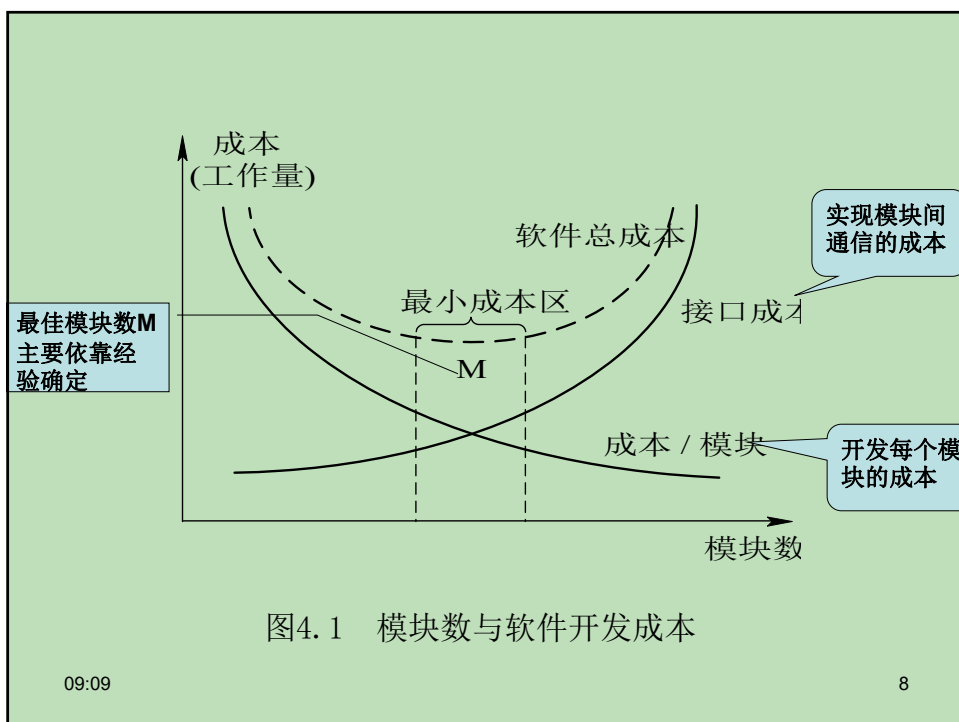 成本
(工作量)
软件总成本
实现模块间
通信的成本
最小成本区
接口成本
最佳模块数M
主要依靠经
验确定
M
成本 / 模块
开发每个模
块的成本
模块数
图4.1 模块数与软件开发成本
09:09
8